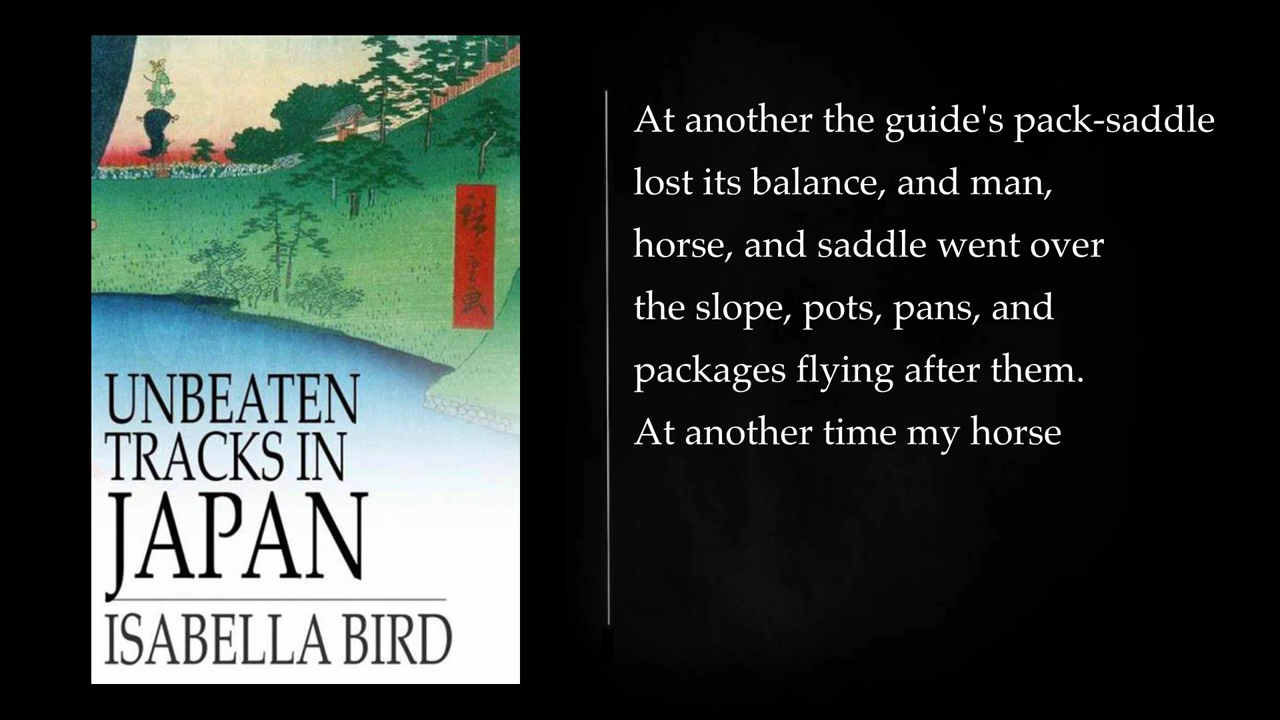 UNBEATEN
TRACKS IN
JAPAN
ISABELLA BIRD
At another the guide's pack-saddle
lost its balance, and man,
horse, and saddle went over
the slope, pots, pans, and
packages flying after them.
At another time my horse